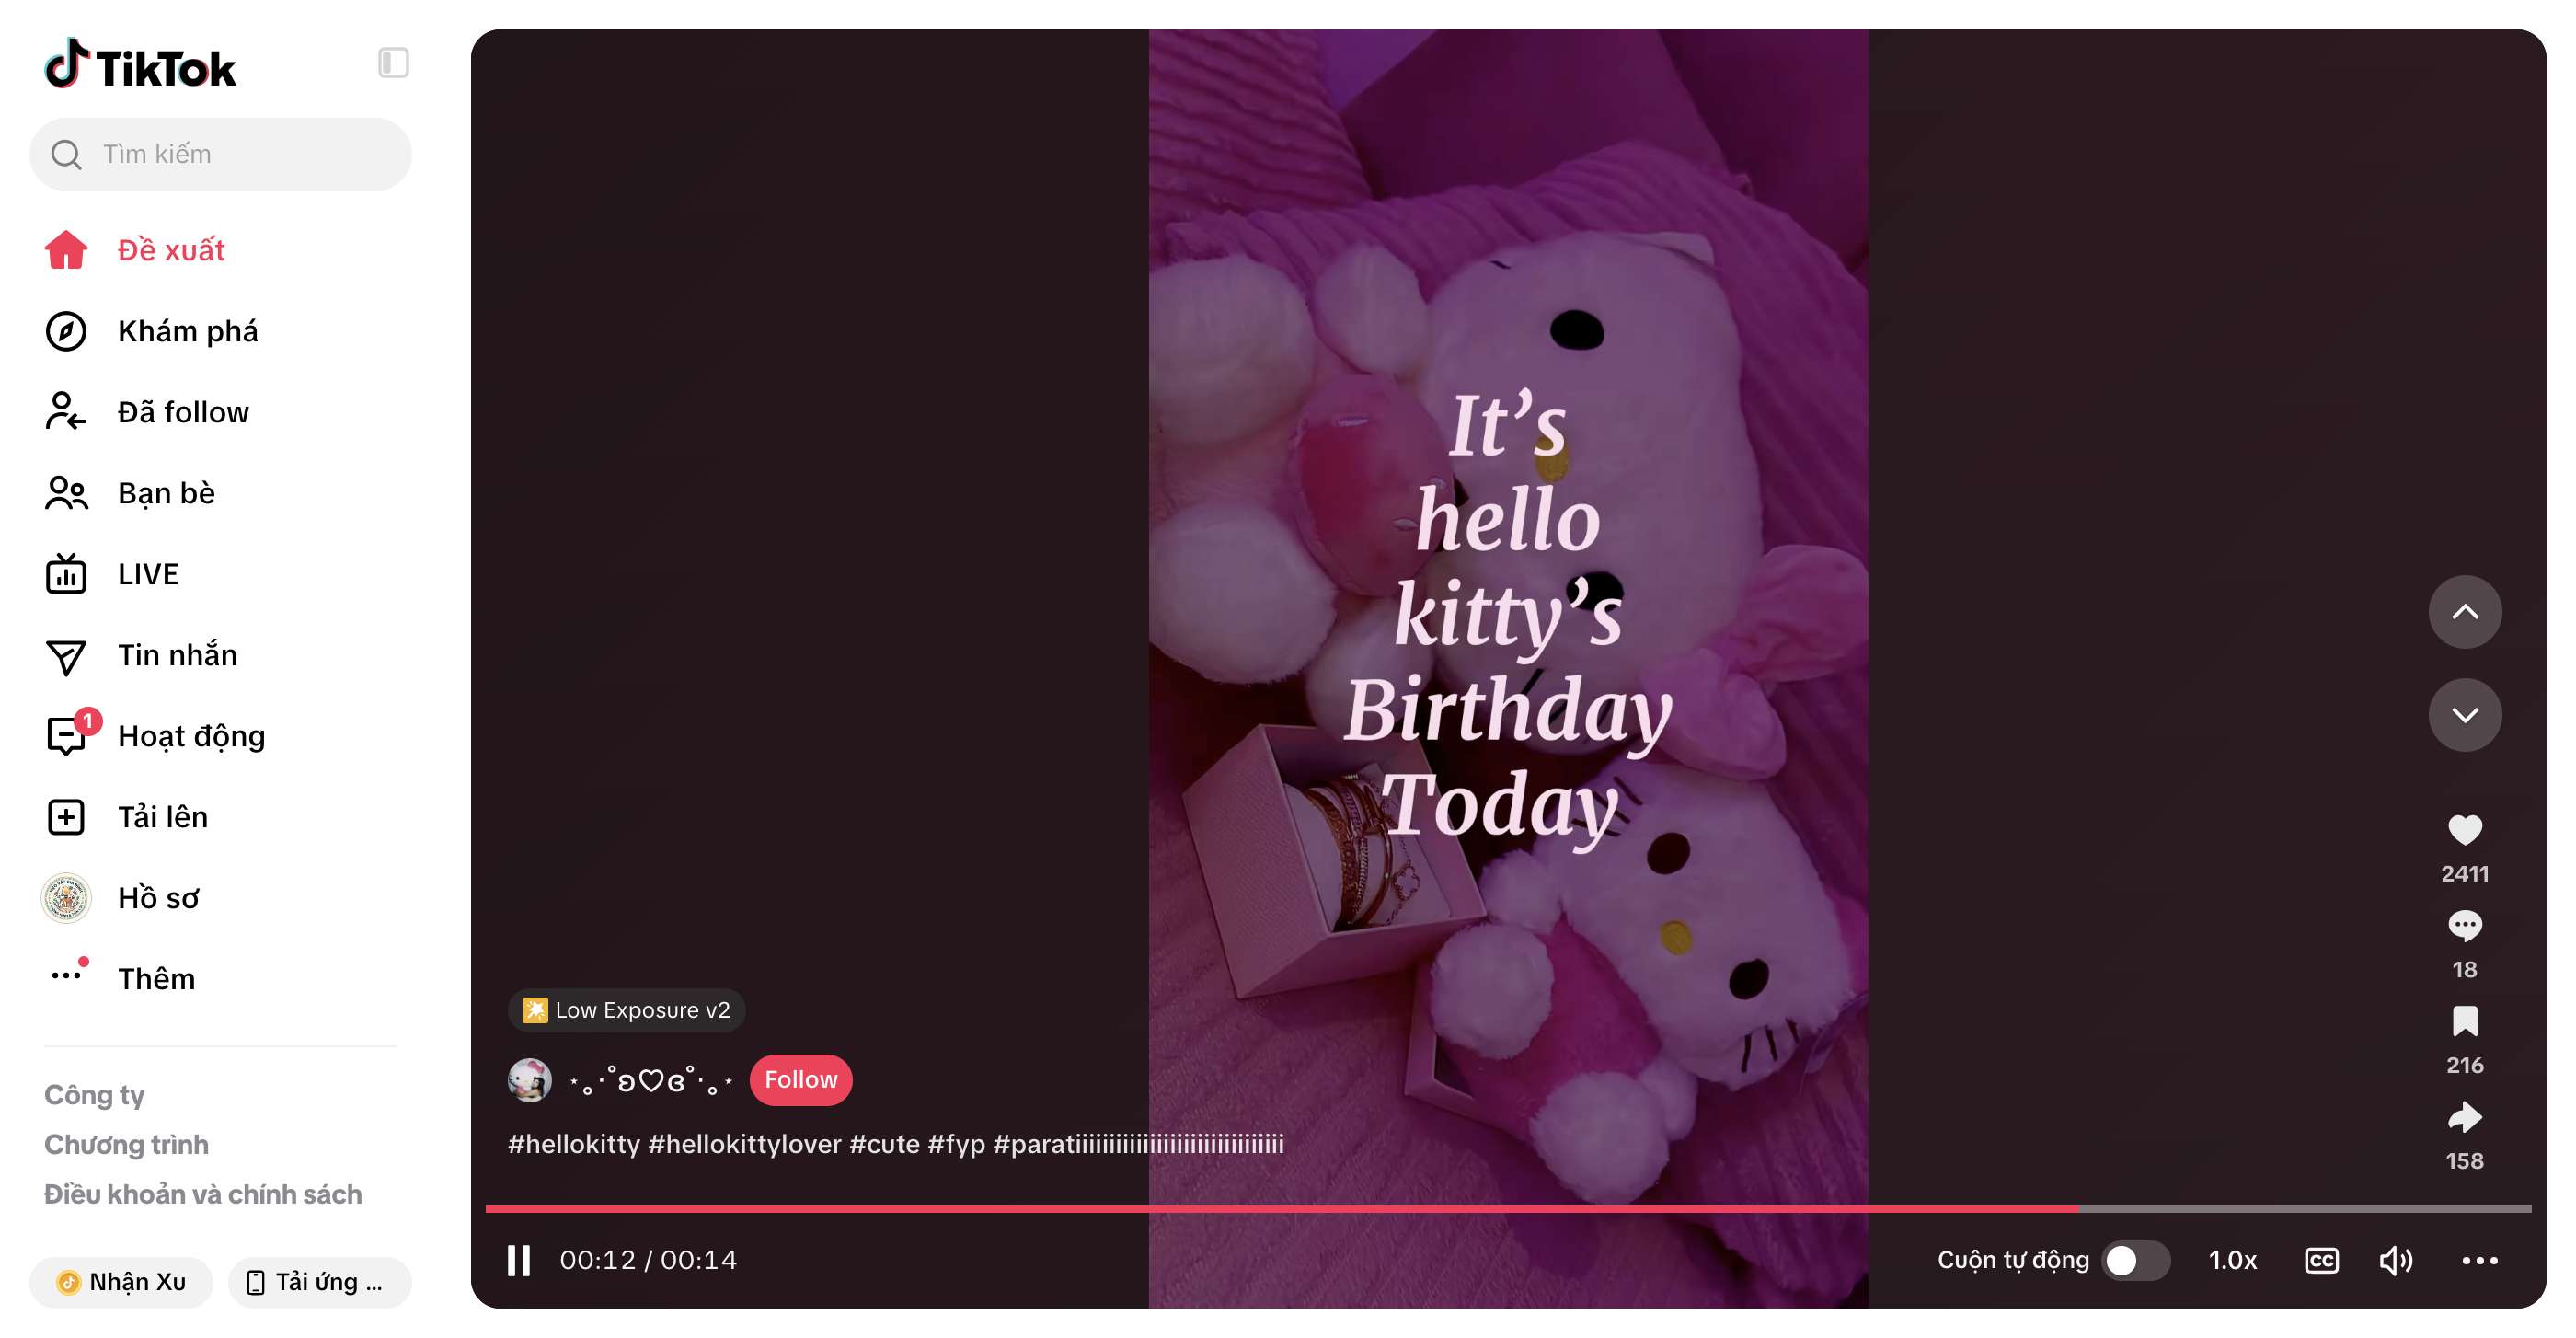 TikTok
Tìm kiếm
Đề xuất
Khám phá
Đã follow
Bạn bè
LIVE
Tin nhắn
1
Hoạt động
Tải lên
Hồ sơ
Thêm
Công ty
Chương trình
Điều khoản và chính sách
Nhận Xu
Tải ứng ...
It's
hello
kitty's
Birthday
Today
Low Exposure v2
⋆｡‧˚ʚ♡ɞ˚‧｡⋆
Follow
#hellokitty #hellokittylover #cute #fyp #paratiiiiiiiiiiiiiiiiiiiiiiiiiiiiiii
2411
18
216
158
00:12 / 00:14
Cuộn tự động
1.0x
CC